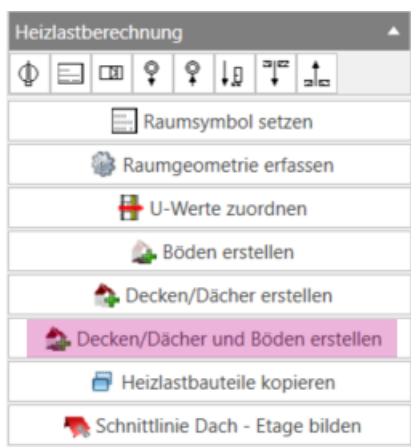 Heizlastberechnung
Raumsymbol setzen
Raumgeometrie erfassen
U-Werte zuordnen
Böden erstellen
Decken/Dächer erstellen
Decken/Dächer und Böden erstellen
Heizlastbauteile kopieren
Schnittlinie Dach - Etage bilden